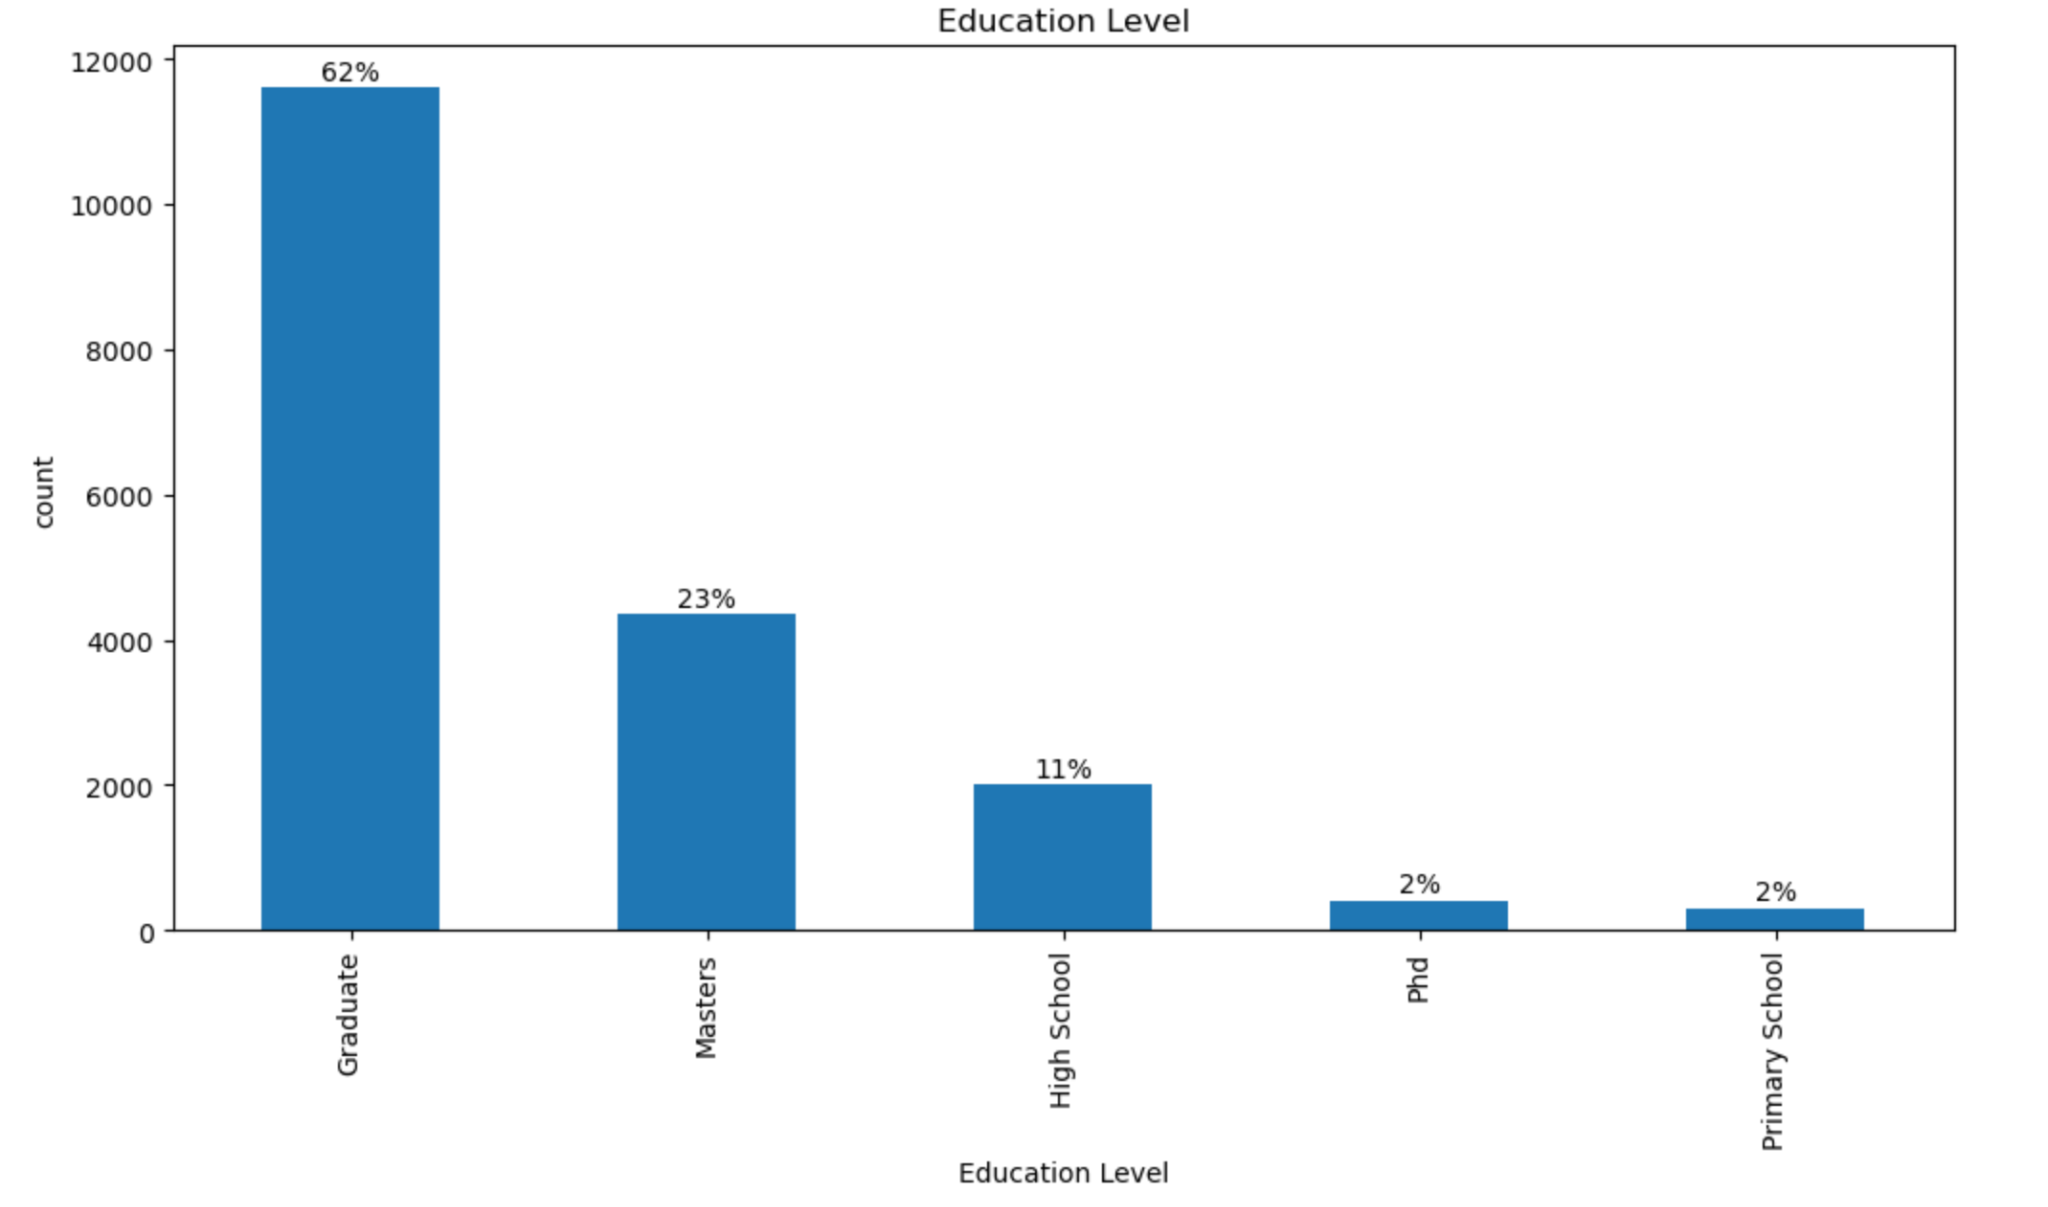 Education Level
12000
10000
8000
6000
4000
2000
0
count
62%
23%
11%
2%
2%
Graduate
Masters
High School
Phd
Primary School
Education Level